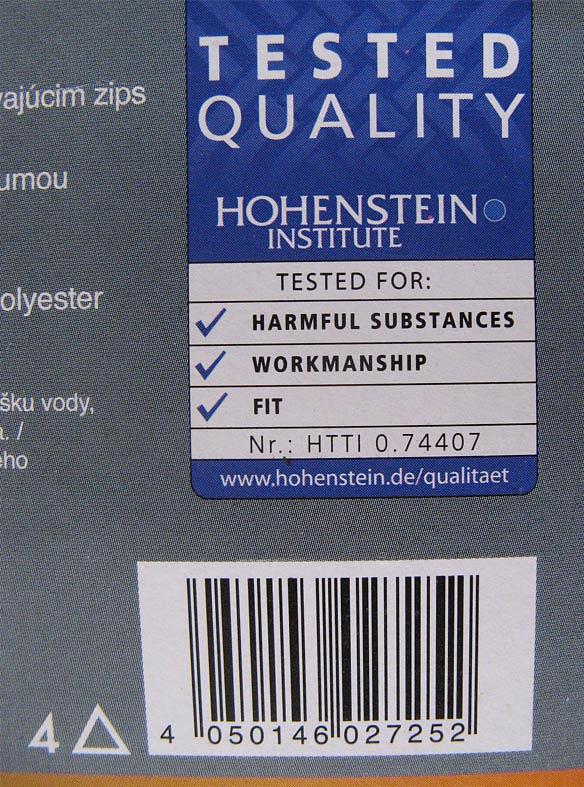 vajúcim zips
umou
olyester
šku vody,
a. /
eho
TESTED
QUALITY
HOHENSTEIN
INSTITUTE
TESTED FOR:
HARMFUL SUBSTANCES
WORKMANSHIP
FIT
Nr.: HTTI 0.74407
www.hohenstein.de/qualitaet
4 050146 027252
4